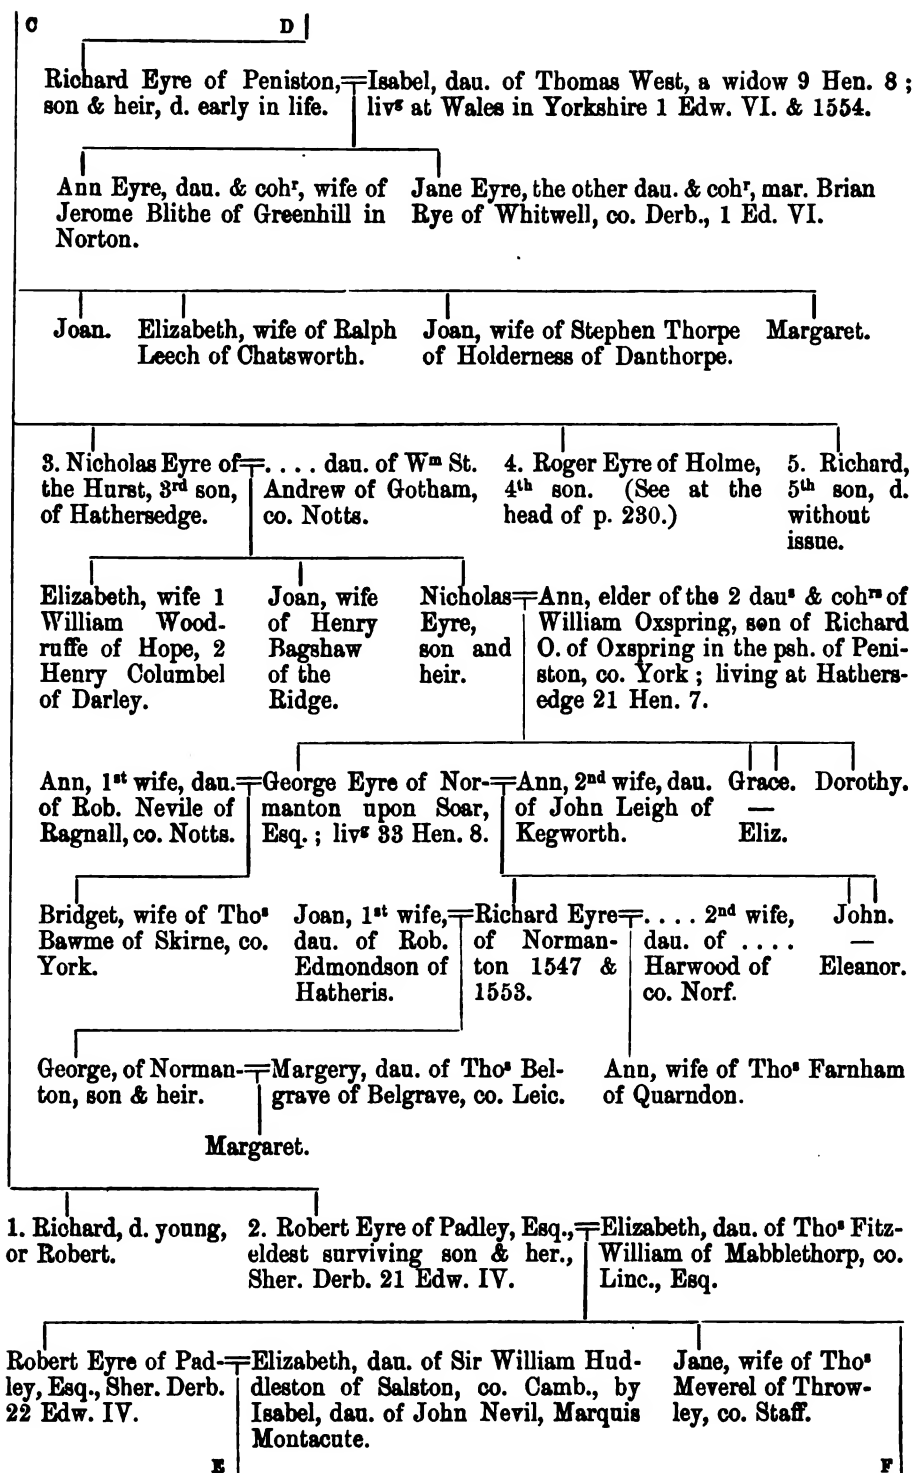 C D
Richard Eyre of Peniston,
son & heir, d. early in life.
Isabel, dau. of Thomas West, a widow 9 Hen. 8 ;
livᵍ at Wales in Yorkshire 1 Edw. VI. & 1554.
Ann Eyre, dau. & cohʳ, wife of
Jerome Blithe of Greenhill in
Norton.
Jane Eyre, the other dau. & cohʳ, mar. Brian
Rye of Whitwell, co. Derb., 1 Ed. VI.
Joan.
Elizabeth, wife of Ralph
Leech of Chatsworth.
Joan, wife of Stephen Thorpe
of Holderness of Danthorpe.
Margaret.
3. Nicholas Eyre of
the Hurst, 3ʳᵈ son,
of Hathersedge.
. . . . dau. of Wᵐ St.
Andrew of Gotham,
co. Notts.
4. Roger Eyre of Holme,
4ᵗʰ son. (See at the
head of p. 230.)
5. Richard,
5ᵗʰ son, d.
without
issue.
Elizabeth, wife 1
William Wood-
ruffe of Hope, 2
Henry Columbel
of Darley.
Joan, wife
of Henry
Bagshaw
of the
Ridge.
Nicholas
Eyre,
son and
heir.
Ann, elder of the 2 dauˢ & cohʳˢ of
William Oxspring, son of Richard
O. of Oxspring in the psh. of Peni-
ston, co. York ; living at Hathers-
edge 21 Hen. 7.
Ann, 1ˢᵗ wife, dau.
of Rob. Nevile of
Ragnall, co. Notts.
George Eyre of Nor-
manton upon Soar,
Esq. ; livᵍ 33 Hen. 8.
Ann, 2ⁿᵈ wife, dau.
of John Leigh of
Kegworth.
Grace.
—
Eliz.
Dorothy.
Bridget, wife of Thoˢ
Bawme of Skirne, co.
York.
Joan, 1ˢᵗ wife,
dau. of Rob.
Edmondson of
Hatheris.
Richard Eyre
of Norman-
ton 1547 &
1553.
. . . . 2ⁿᵈ wife,
dau. of . . . .
Harwood of
co. Norf.
John.
—
Eleanor.
George, of Norman-
ton, son & heir.
Margery, dau. of Thoˢ Bel-
grave of Belgrave, co. Leic.
Ann, wife of Thoˢ Farnham
of Quarndon.
Margaret.
1. Richard, d. young,
or Robert.
2. Robert Eyre of Padley, Esq.,
eldest surviving son & her.,
Sher. Derb. 21 Edw. IV.
Elizabeth, dau. of Thoˢ Fitz-
William of Mabblethorp, co.
Linc., Esq.
Robert Eyre of Pad-
ley, Esq., Sher. Derb.
22 Edw. IV.
Elizabeth, dau. of Sir William Hud-
dleston of Salston, co. Camb., by
Isabel, dau. of John Nevil, Marquis
Montacute.
Jane, wife of Thoˢ
Meverel of Throw-
ley, co. Staff.
E F